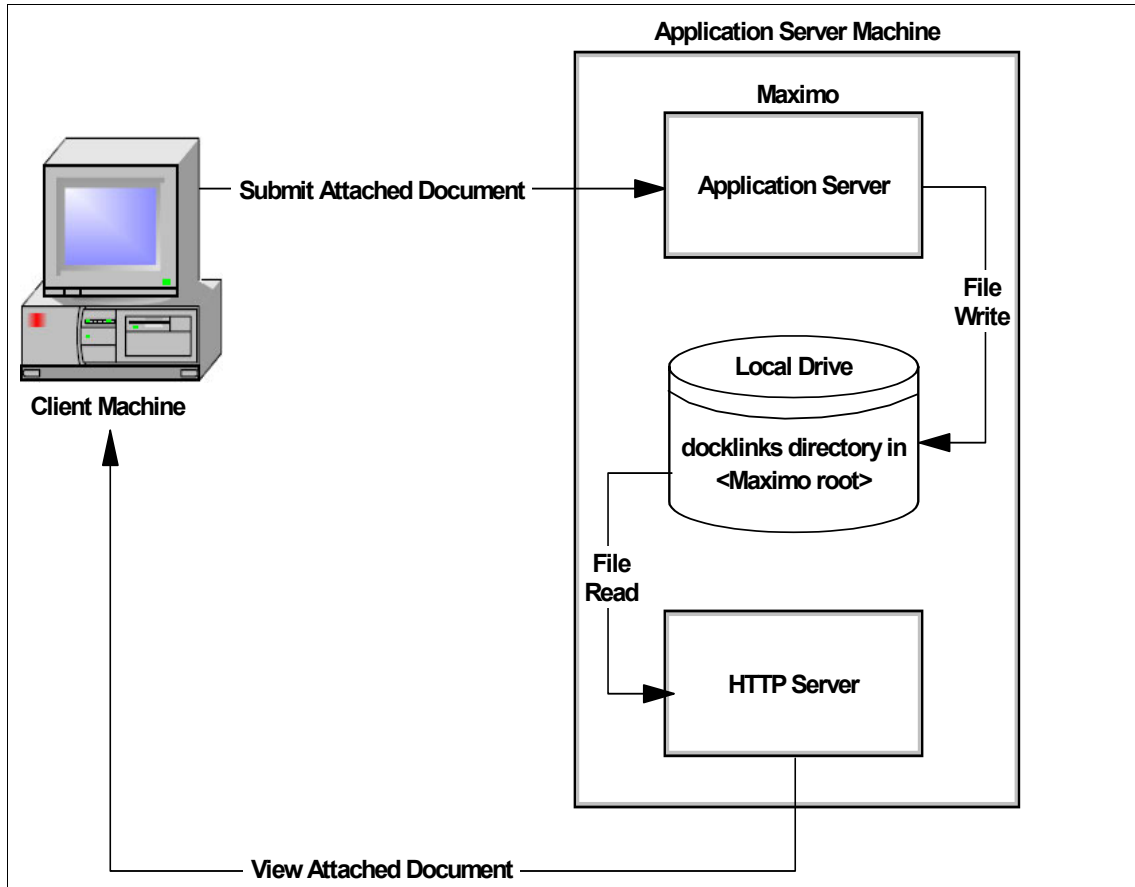 Application Server Machine
Maximo
Submit Attached Document
Application Server
File
Write
Local Drive
Client Machine
docklinks directory in
<Maximo root>
File
Read
HTTP Server
View Attached Document